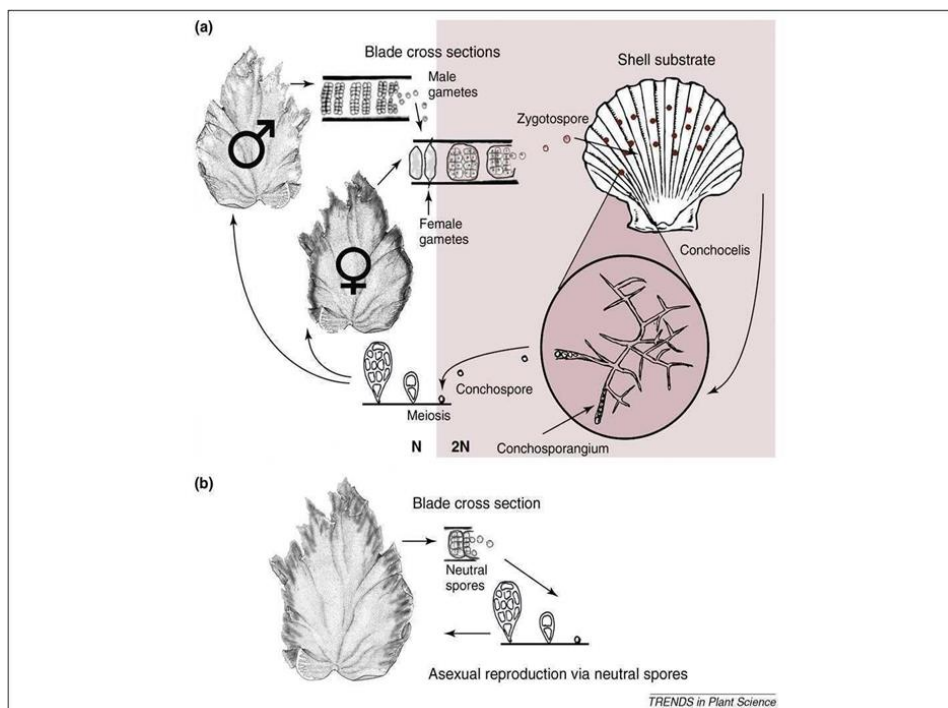 (a)
Blade cross sections
Male
gametes
Shell substrate
Zygotospore
♂
Female
gametes
♀
Conchocelis
Conchospore
Meiosis
N 2N
Conchosporangium
(b)
Blade cross section
Neutral
spores
Asexual reproduction via neutral spores
TRENDS in Plant Science